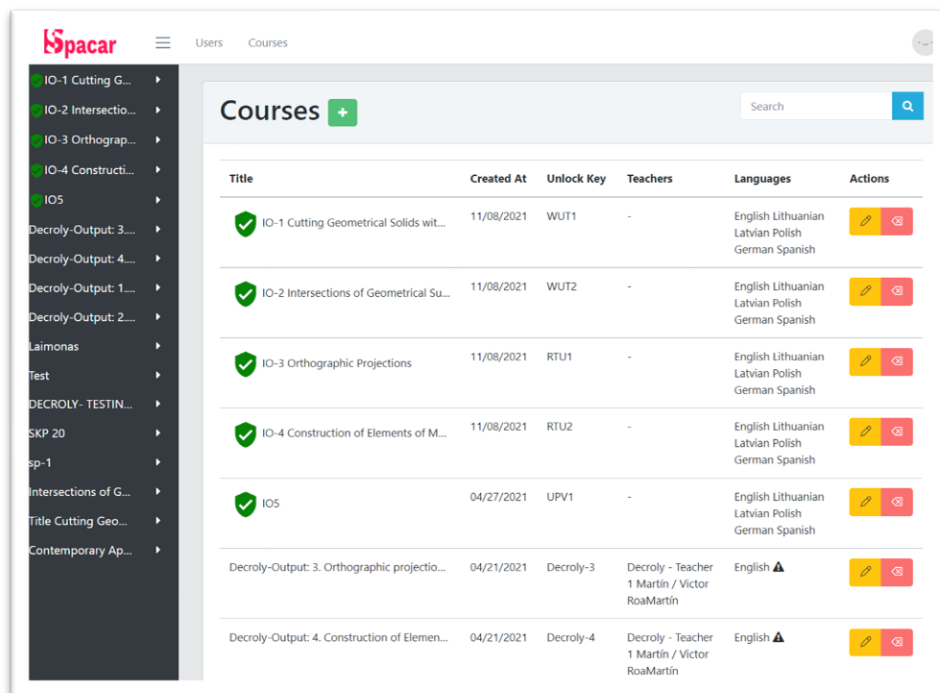 Spacar
Users Courses
IO-1 Cutting G...
IO-2 Intersectio...
IO-3 Orthograp...
IO-4 Constructi...
IO5
Decroly-Output: 3....
Decroly-Output: 4....
Decroly-Output: 1....
Decroly-Output: 2....
Laimonas
Test
DECROLY- TESTIN...
SKP 20
sp-1
Intersections of G...
Title Cutting Geo...
Contemporary Ap...
Courses +
Search
Title Created At Unlock Key Teachers Languages Actions
IO-1 Cutting Geometrical Solids wit... 11/08/2021 WUT1 - English Lithuanian
Latvian Polish
German Spanish
IO-2 Intersections of Geometrical Su... 11/08/2021 WUT2 - English Lithuanian
Latvian Polish
German Spanish
IO-3 Orthographic Projections 11/08/2021 RTU1 - English Lithuanian
Latvian Polish
German Spanish
IO-4 Construction of Elements of M... 11/08/2021 RTU2 - English Lithuanian
Latvian Polish
German Spanish
IO5 04/27/2021 UPV1 - English Lithuanian
Latvian Polish
German Spanish
Decroly-Output: 3. Orthographic projectio... 04/21/2021 Decroly-3 Decroly - Teacher English
1 Martín / Victor
RoaMartín
Decroly-Output: 4. Construction of Elemen... 04/21/2021 Decroly-4 Decroly - Teacher English
1 Martín / Victor
RoaMartín